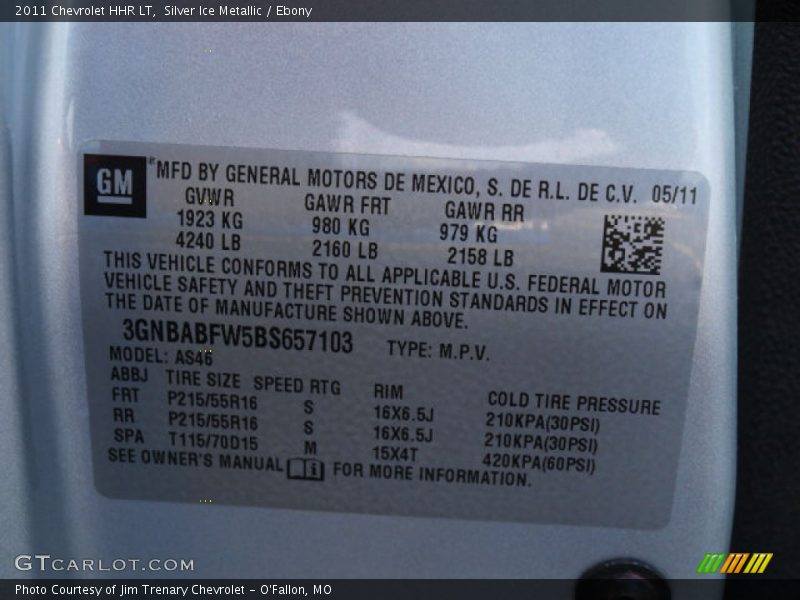 2011 Chevrolet HHR LT,  Silver Ice Metallic / Ebony
GM
*MFD BY GENERAL MOTORS DE MEXICO, S. DE R.L. DE C.V. 05/11
GVWR GAWR FRT GAWR RR
1923 KG 980 KG 979 KG
4240 LB 2160 LB 2158 LB
THIS VEHICLE CONFORMS TO ALL APPLICABLE U.S. FEDERAL MOTOR
VEHICLE SAFETY AND THEFT PREVENTION STANDARDS IN EFFECT ON
THE DATE OF MANUFACTURE SHOWN ABOVE.
3GNBABFW5BS657103 TYPE: M.P.V.
MODEL: AS46
ABBJ TIRE SIZE SPEED RTG RIM COLD TIRE PRESSURE
FRT P215/55R16 S 16X6.5J 210KPA(30PSI)
RR P215/55R16 S 16X6.5J 210KPA(30PSI)
SPA T115/70D15 M 15X4T 420KPA(60PSI)
SEE OWNER'S MANUAL i FOR MORE INFORMATION.
GTCARLOT.COM
Photo Courtesy of Jim Trenary Chevrolet - O'Fallon, MO